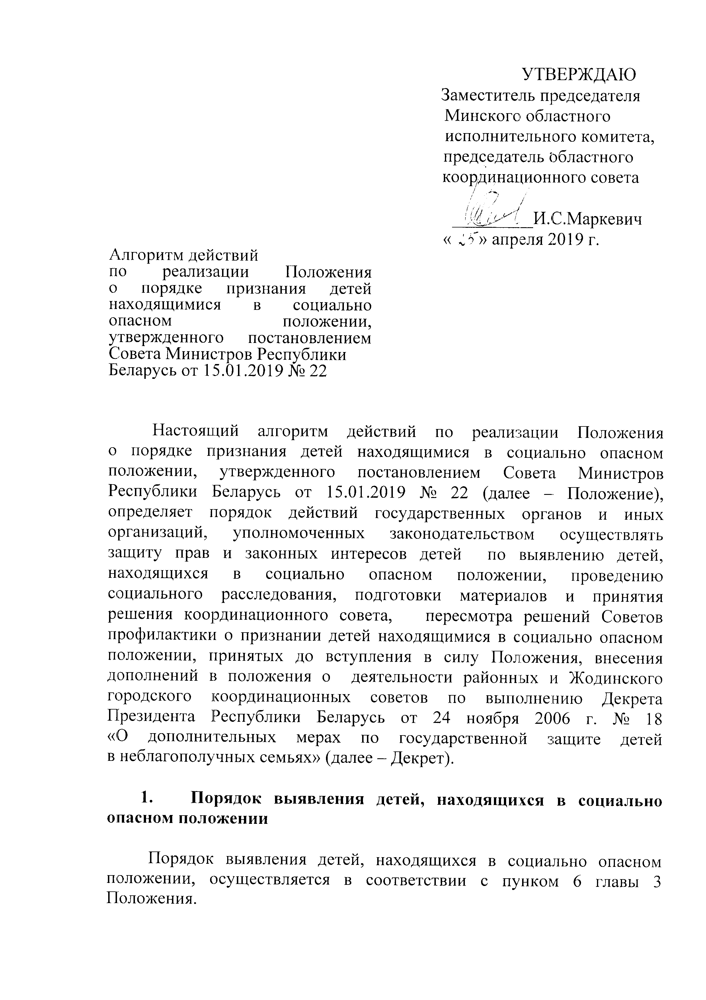 УТВЕРЖДАЮ
Заместитель председателя
Минского областного
исполнительного комитета,
председатель областного
координационного совета
И.С.Маркевич
« 25» апреля 2019 г.
Алгоритм действий
по реализации Положения
о порядке признания детей
находящимися в социально
опасном положении,
утвержденного постановлением
Совета Министров Республики
Беларусь от 15.01.2019 № 22
Настоящий алгоритм действий по реализации Положения
о порядке признания детей находящимися в социально опасном
положении, утвержденного постановлением Совета Министров
Республики Беларусь от 15.01.2019 № 22 (далее – Положение),
определяет порядок действий государственных органов и иных
организаций, уполномоченных законодательством осуществлять
защиту прав и законных интересов детей по выявлению детей,
находящихся в социально опасном положении, проведению
социального расследования, подготовки материалов и принятия
решения координационного совета, пересмотра решений Советов
профилактики о признании детей находящимися в социально опасном
положении, принятых до вступления в силу Положения, внесения
дополнений в положения о деятельности районных и Жодинского
городского координационных советов по выполнению Декрета
Президента Республики Беларусь от 24 ноября 2006 г. № 18
«О дополнительных мерах по государственной защите детей
в неблагополучных семьях» (далее – Декрет).
1. Порядок выявления детей, находящихся в социально
опасном положении
Порядок выявления детей, находящихся в социально опасном
положении, осуществляется в соответствии с пунком 6 главы 3
Положения.